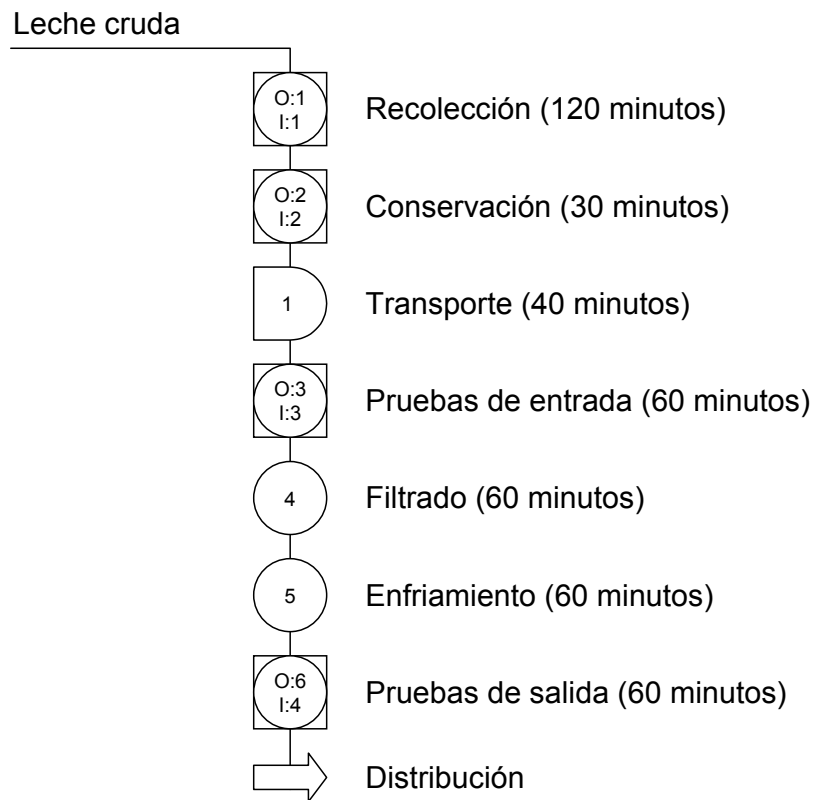 Leche cruda
O:1
I:1
Recolección (120 minutos)
O:2
I:2
Conservación (30 minutos)
1
Transporte (40 minutos)
O:3
I:3
Pruebas de entrada (60 minutos)
4
Filtrado (60 minutos)
5
Enfriamiento (60 minutos)
O:6
I:4
Pruebas de salida (60 minutos)
Distribución